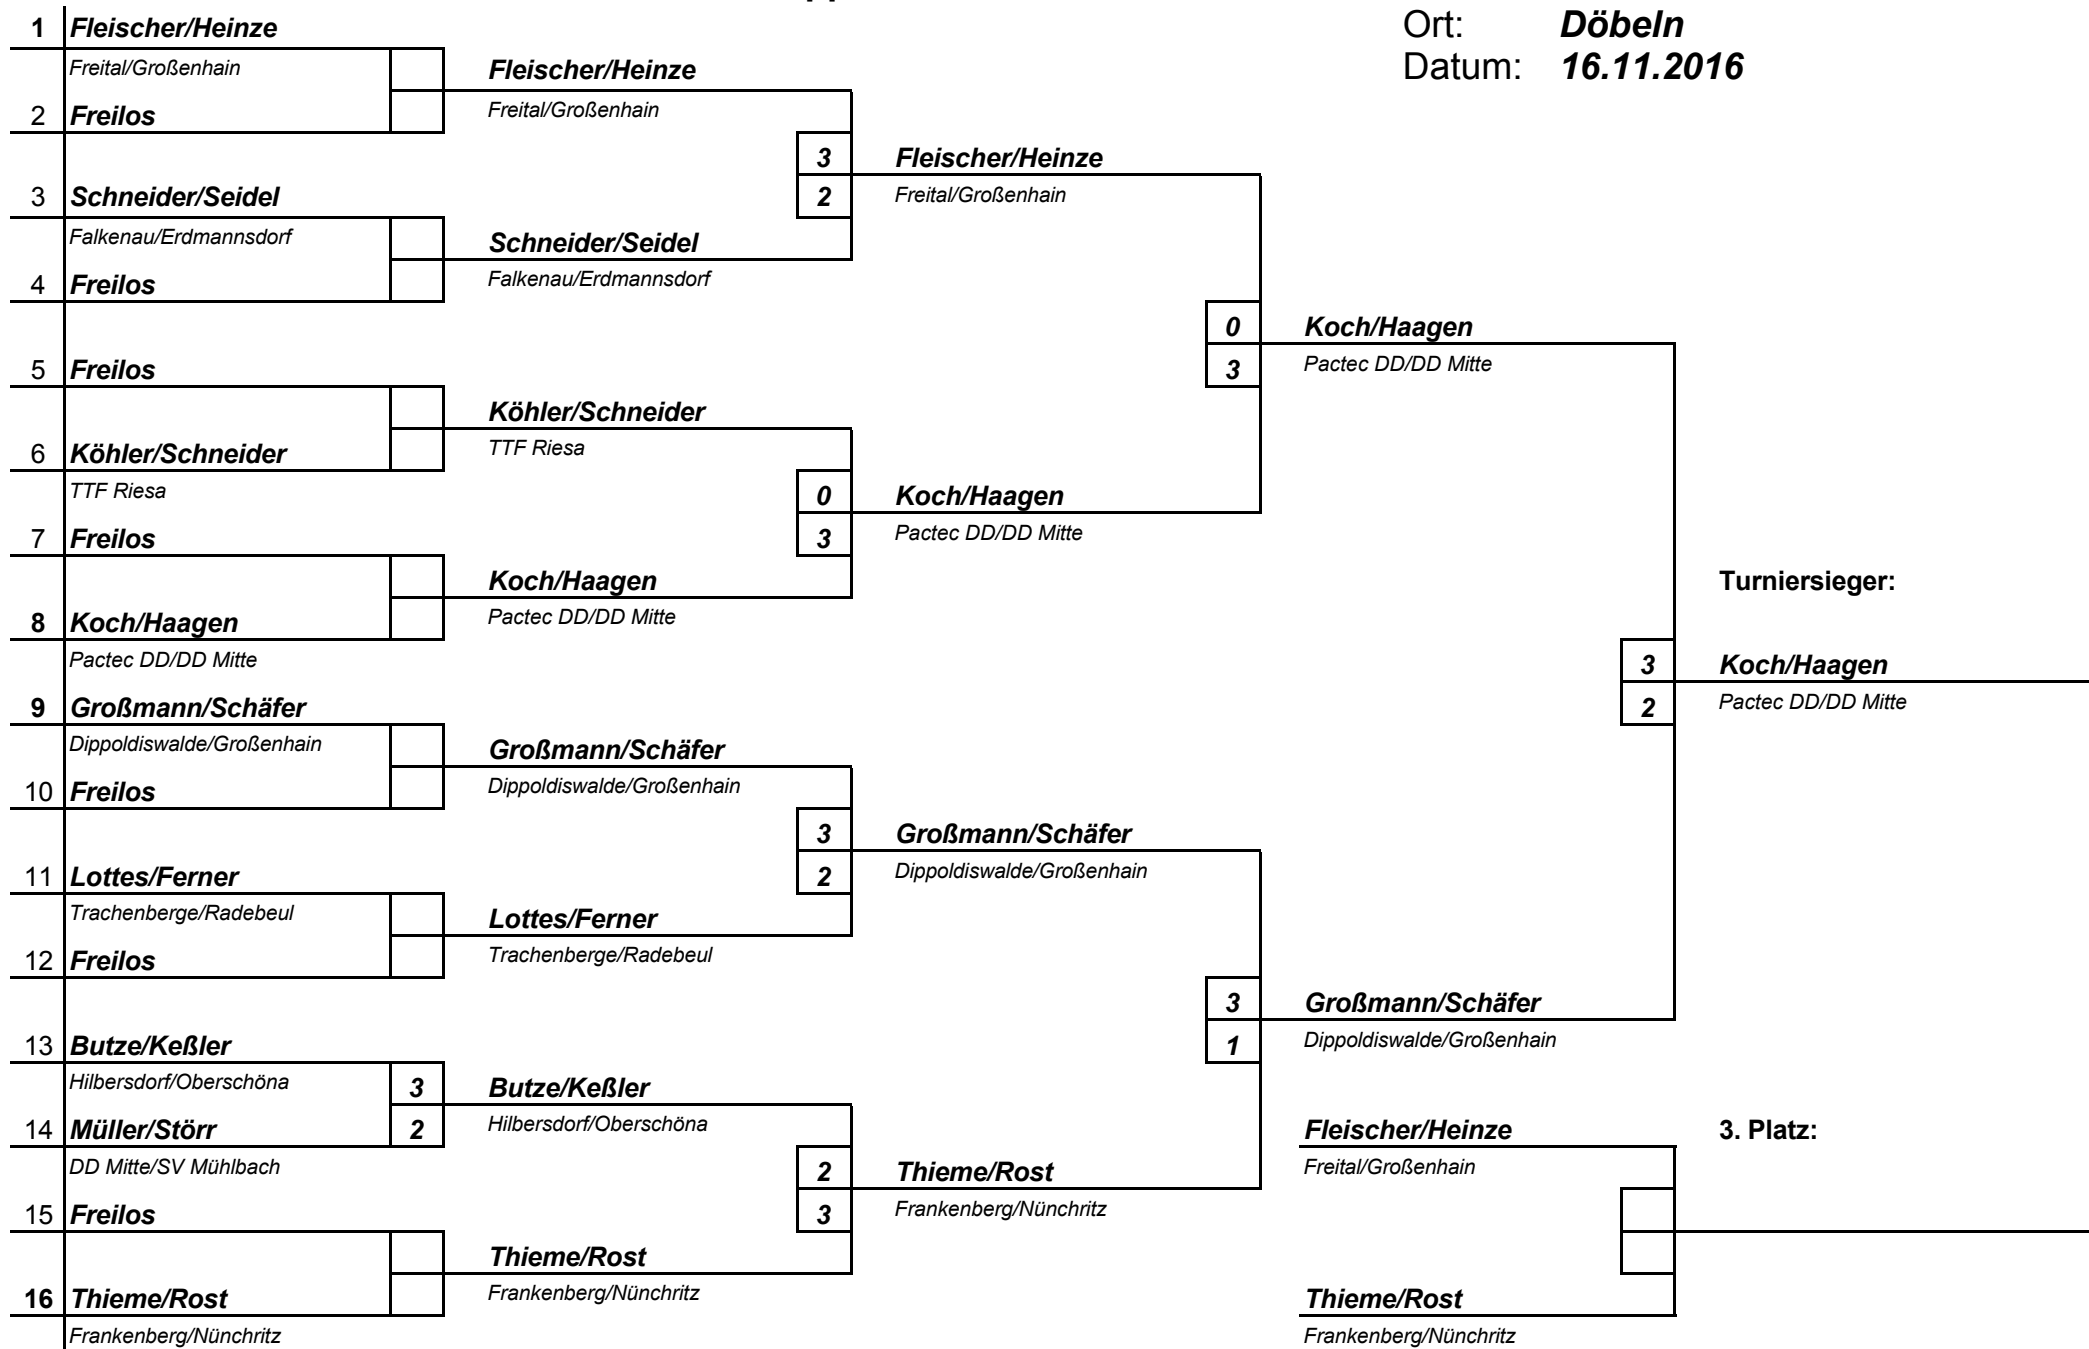 Ort: Döbeln
Datum: 16.11.2016
1 Fleischer/Heinze
Freital/Großenhain
2 Freilos
3 Schneider/Seidel
Falkenau/Erdmannsdorf
4 Freilos
5 Freilos
6 Köhler/Schneider
TTF Riesa
7 Freilos
8 Koch/Haagen
Pactec DD/DD Mitte
9 Großmann/Schäfer
Dippoldiswalde/Großenhain
10 Freilos
11 Lottes/Ferner
Trachenberge/Radebeul
12 Freilos
13 Butze/Keßler
Hilbersdorf/Oberschöna
3
14 Müller/Störr
2
DD Mitte/SV Mühlbach
15 Freilos
16 Thieme/Rost
Frankenberg/Nünchritz
Fleischer/Heinze
Freital/Großenhain
3
2
Schneider/Seidel
Falkenau/Erdmannsdorf
Köhler/Schneider
TTF Riesa
0
3
Koch/Haagen
Pactec DD/DD Mitte
Großmann/Schäfer
Dippoldiswalde/Großenhain
3
2
Lottes/Ferner
Trachenberge/Radebeul
Butze/Keßler
Hilbersdorf/Oberschöna
2
3
Thieme/Rost
Frankenberg/Nünchritz
Fleischer/Heinze
Freital/Großenhain
0
3
Koch/Haagen
Pactec DD/DD Mitte
Großmann/Schäfer
Dippoldiswalde/Großenhain
3
1
Thieme/Rost
Frankenberg/Nünchritz
Koch/Haagen
Pactec DD/DD Mitte
3
2
Großmann/Schäfer
Dippoldiswalde/Großenhain
Turniersieger:
Koch/Haagen
Pactec DD/DD Mitte
Fleischer/Heinze
Freital/Großenhain
3. Platz:
Thieme/Rost
Frankenberg/Nünchritz